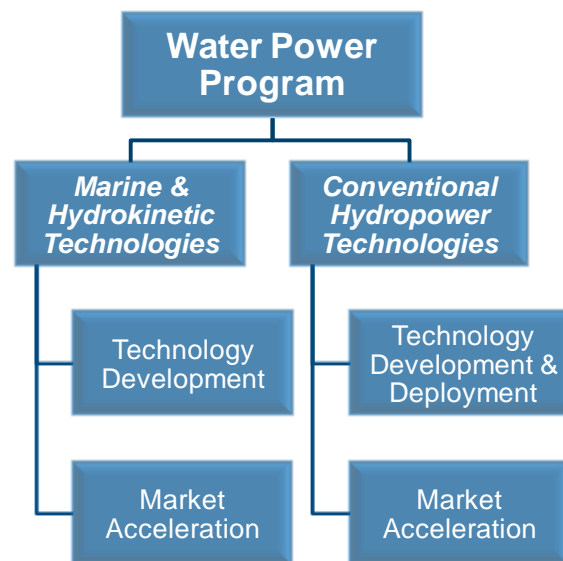 Water Power
Program
Marine &
Hydrokinetic
Technologies
Conventional
Hydropower
Technologies
Technology
Development
Technology
Development &
Deployment
Market
Acceleration
Market
Acceleration